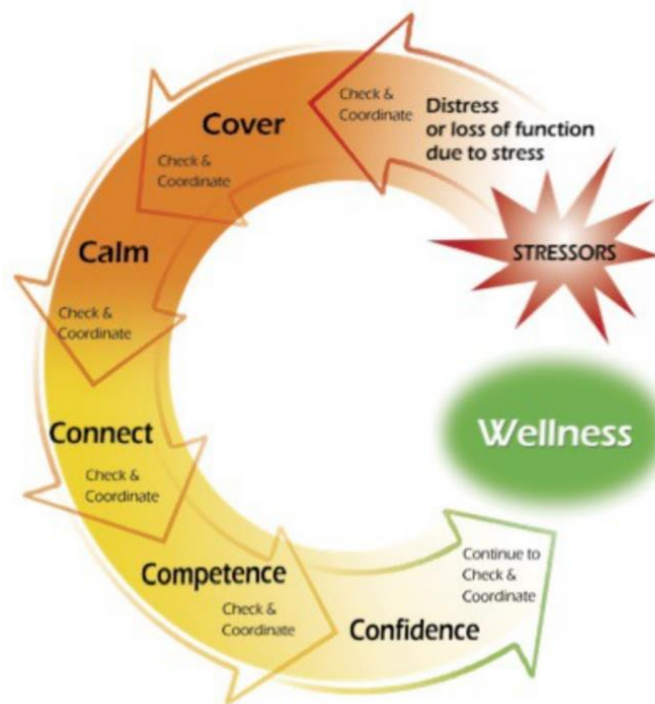 STRESSORS
Distress
or loss of function
due to stress
Check &
Coordinate
Cover
Check &
Coordinate
Calm
Check &
Coordinate
Connect
Check &
Coordinate
Competence
Check &
Coordinate
Confidence
Continue to
Check &
Coordinate
Wellness